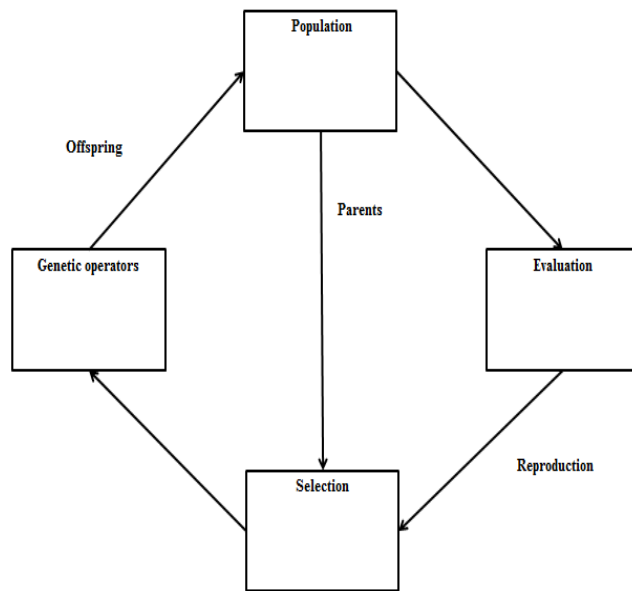 Population
Offspring
Parents
Genetic operators
Evaluation
Reproduction
Selection